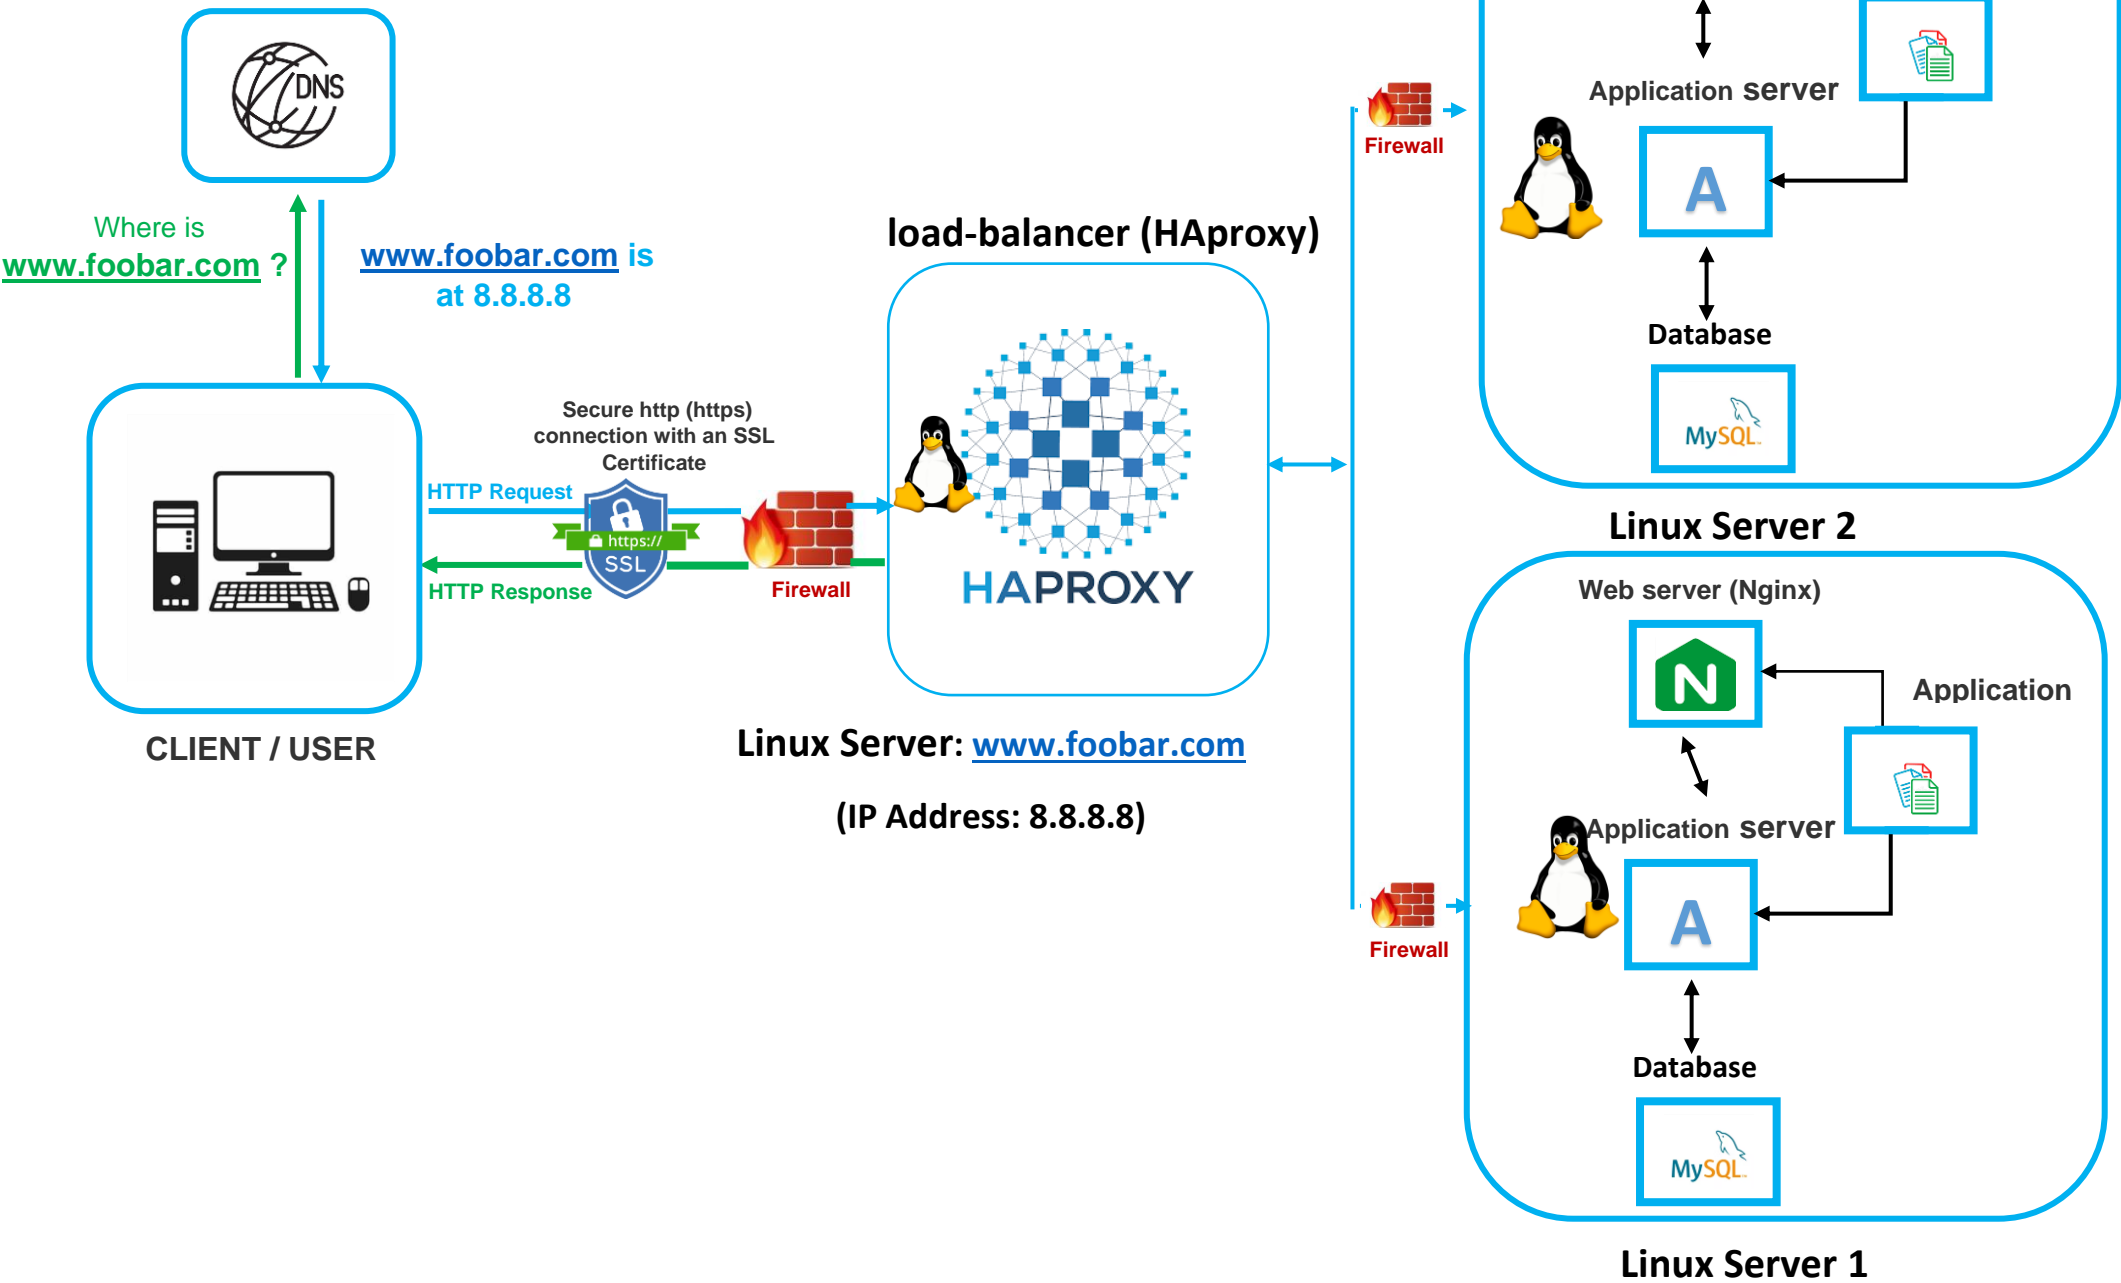 DNS
Where is
www.foobar.com ?
www.foobar.com is
at 8.8.8.8
CLIENT / USER
Secure http (https)
connection with an SSL
Certificate
HTTP Request
https://
SSL
HTTP Response
Firewall
load-balancer (HAproxy)
HAPROXY
Linux Server: www.foobar.com
(IP Address: 8.8.8.8)
Firewall
Application server
A
Database
MySQL
Linux Server 2
Firewall
Web server (Nginx)
N
Application
Application server
A
Database
MySQL
Linux Server 1